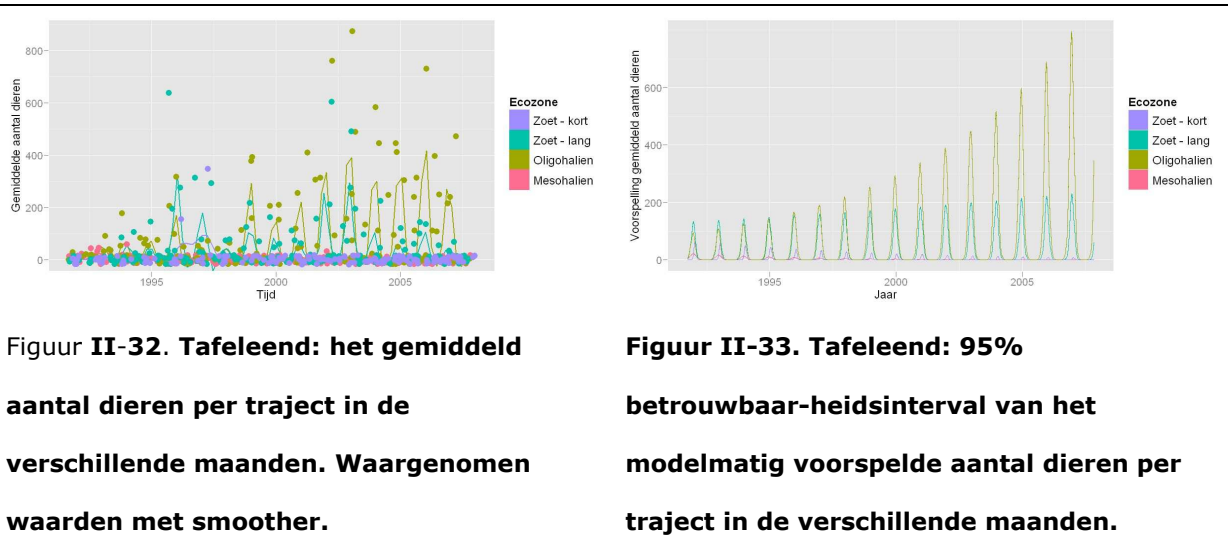 800
600
400
200
0
Gemiddelde aantal dieren
1995
2000
2005
Tijd
Ecozone
Zoet - kort
Zoet - lang
Oligohalien
Mesohalien
600
400
200
0
Voorspelling gemiddeld aantal dieren
1995
2000
2005
Jaar
Ecozone
Zoet - kort
Zoet - lang
Oligohalien
Mesohalien
Figuur II-32. Tafeleend: het gemiddeld
aantal dieren per traject in de
verschillende maanden. Waargenomen
waarden met smoother.
Figuur II-33. Tafeleend: 95%
betrouwbaar-heidsinterval van het
modelmatig voorspelde aantal dieren per
traject in de verschillende maanden.